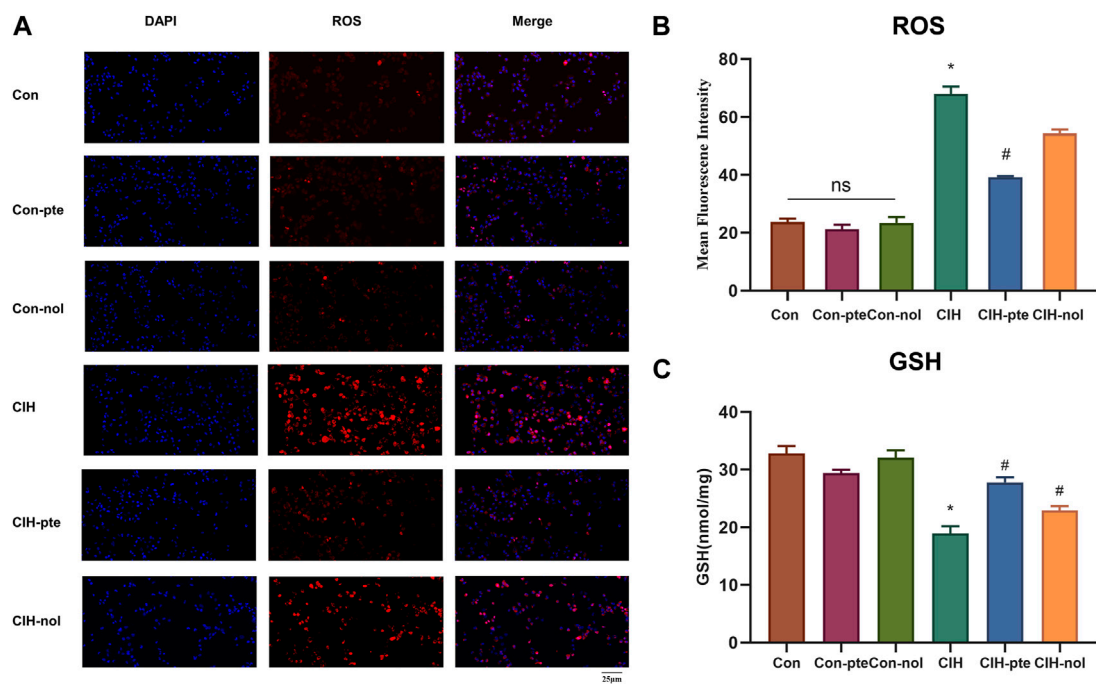 A
DAPI
ROS
Merge
Con
Con-pte
Con-nol
CIH
CIH-pte
CIH-nol
25μm
B
ROS
Mean Fluorescene Intensity
80
60
40
20
0
ns
*
#
Con
Con-pte
Con-nol
CIH
CIH-pte
CIH-nol
C
GSH
GSH(nmol/mg)
40
30
20
10
0
*
#
#
Con
Con-pte
Con-nol
CIH
CIH-pte
CIH-nol